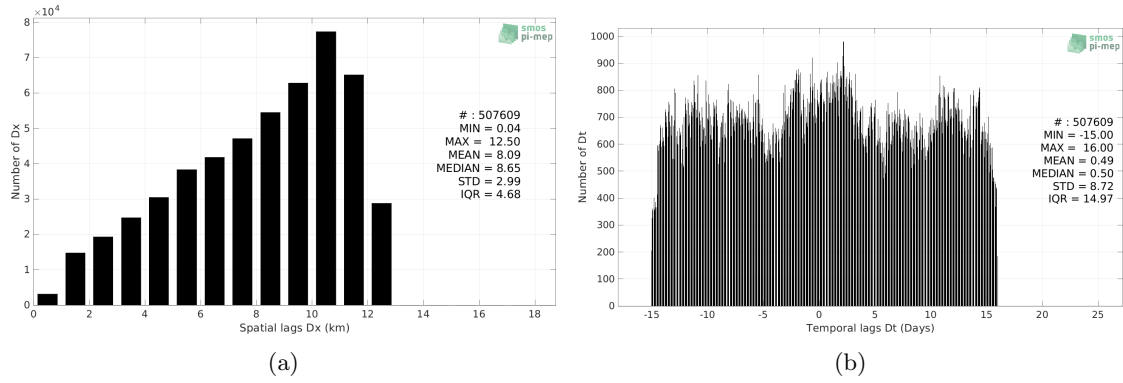 ×10⁴
8
7
6
5
4
3
2
1
0
Number of Dx
0 2 4 6 8 10 12 14 16 18
Spatial lags Dx (km)
smos
pi-mep
# : 507609
MIN = 0.04
MAX = 12.50
MEAN = 8.09
MEDIAN = 8.65
STD = 2.99
IQR = 4.68
(a)
1000
900
800
700
600
500
400
300
200
100
0
Number of Dt
-15 -10 -5 0 5 10 15 20 25
Temporal lags Dt (Days)
smos
pi-mep
# : 507609
MIN = -15.00
MAX = 16.00
MEAN = 0.49
MEDIAN = 0.50
STD = 8.72
IQR = 14.97
(b)